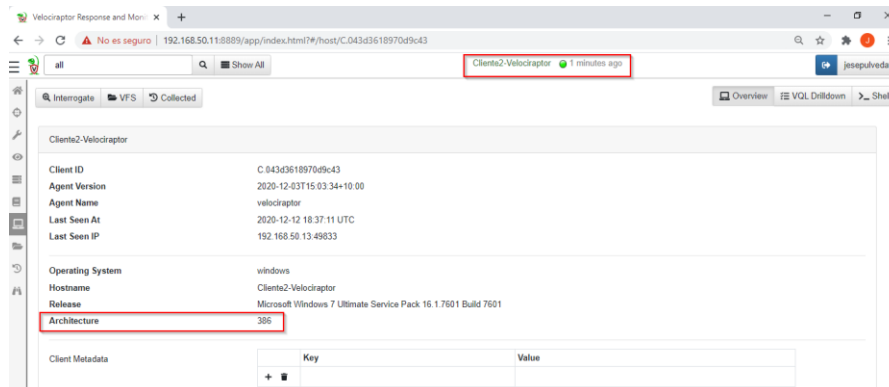 Velociraptor Response and Moni
No es seguro | 192.168.50.11:8889/app/index.html?#/host/C.043d3618970d9c43
J
all
Show All
Cliente2-Velociraptor 1 minutes ago
jesepulveda
Interrogate VFS Collected
Overview VQL Drilldown >_ Shel
Cliente2-Velociraptor
Client ID C.043d3618970d9c43
Agent Version 2020-12-03T15:03:34+10:00
Agent Name velociraptor
Last Seen At 2020-12-12 18:37:11 UTC
Last Seen IP 192.168.50.13:49833
Operating System windows
Hostname Cliente2-Velociraptor
Release Microsoft Windows 7 Ultimate Service Pack 16.1.7601 Build 7601
Architecture 386
Client Metadata Key Value